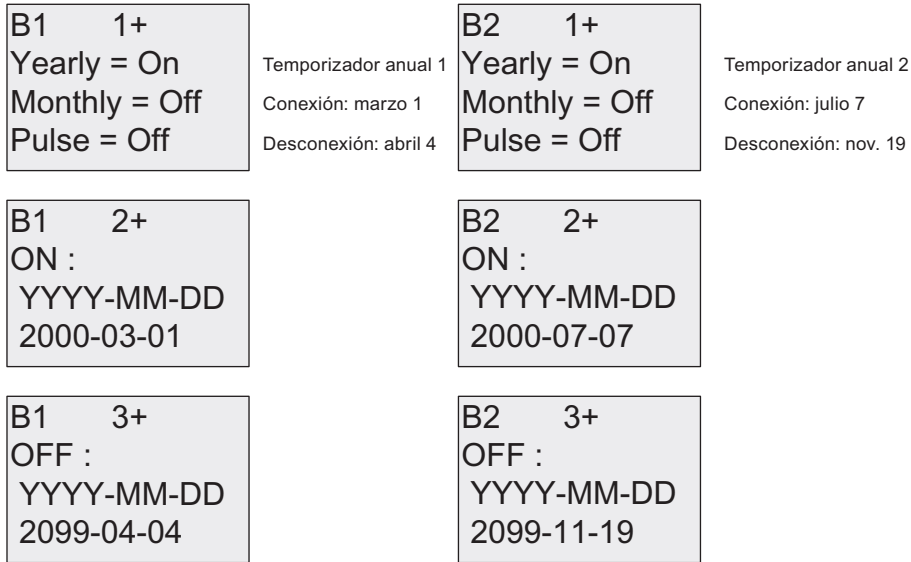 B1 1+
Yearly = On
Monthly = Off
Pulse = Off
Temporizador anual 1
Conexión: marzo 1
Desconexión: abril 4
B2 1+
Yearly = On
Monthly = Off
Pulse = Off
Temporizador anual 2
Conexión: julio 7
Desconexión: nov. 19
B1 2+
ON :
YYYY-MM-DD
2000-03-01
B2 2+
ON :
YYYY-MM-DD
2000-07-07
B1 3+
OFF :
YYYY-MM-DD
2099-04-04
B2 3+
OFF :
YYYY-MM-DD
2099-11-19